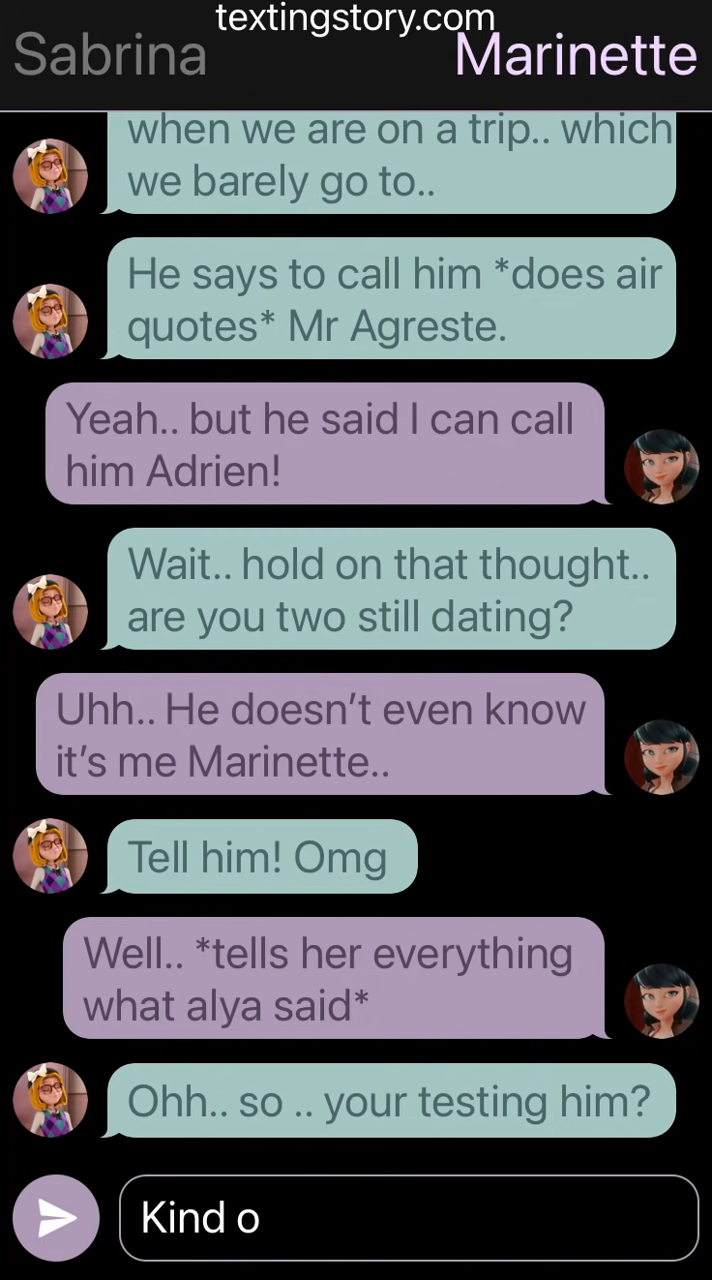 textingstory.com
Sabrina Marinette
when we are on a trip.. which
we barely go to..
He says to call him *does air
quotes* Mr Agreste.
Yeah.. but he said I can call
him Adrien!
Wait.. hold on that thought..
are you two still dating?
Uhh.. He doesn’t even know
it’s me Marinette..
Tell him! Omg
Well.. *tells her everything
what alya said*
Ohh.. so .. your testing him?
Kind o